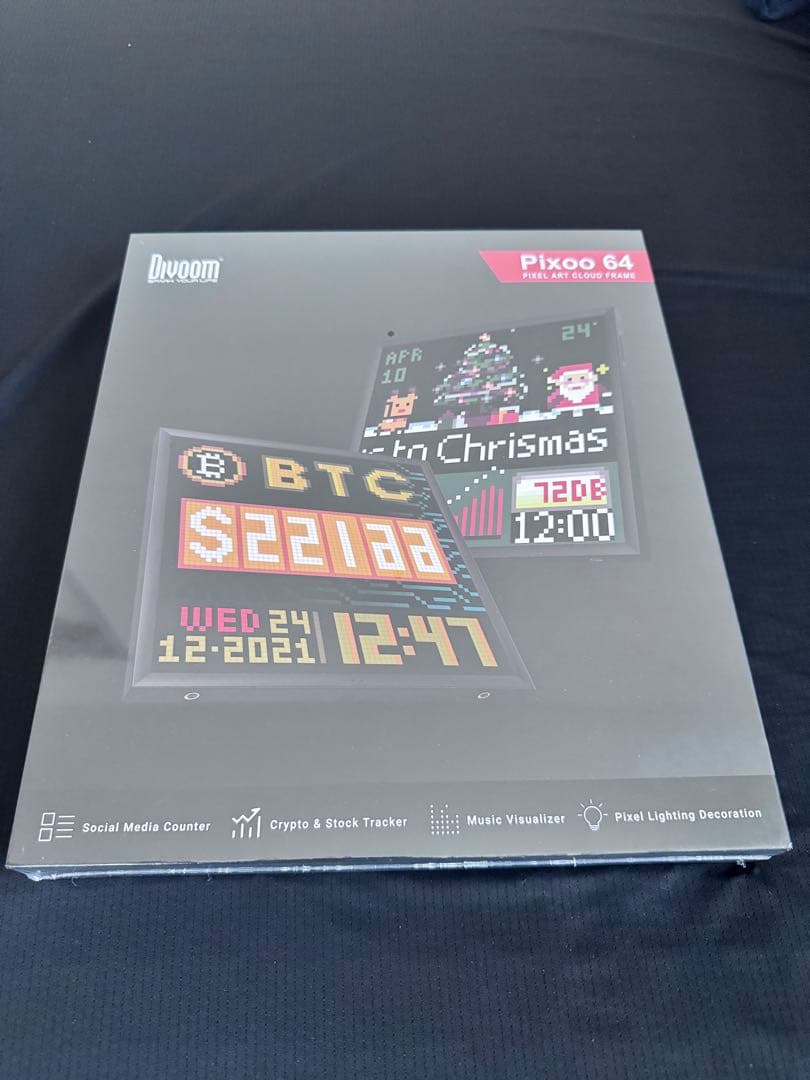 DIVOOM
Pixoo 64
PIXEL ART CLOUD FRAME
APR
10
24°
to Chrismas
72DB
12:00
B BTC
$221aa
WED 24
12·2021
12:47
Social Media Counter
Crypto & Stock Tracker
Music Visualizer
Pixel Lighting Decoration